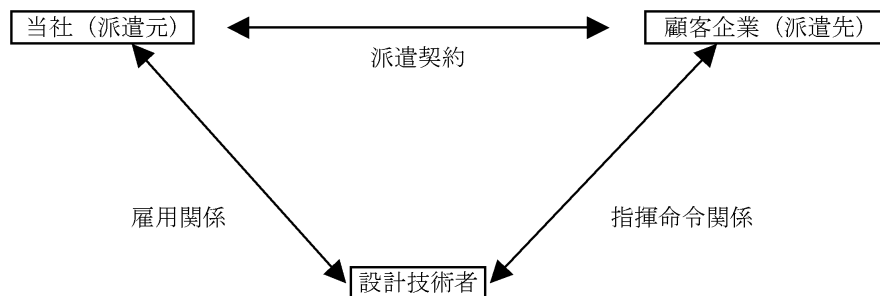 当社（派遣元）
顧客企業（派遣先）
派遣契約
雇用関係
指揮命令関係
設計技術者